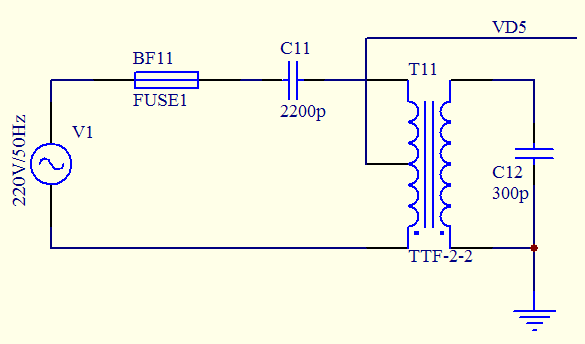 VD5
BF11
C11
T11
FUSE1
2200p
V1
220V/50Hz
C12
300p
TTF-2-2